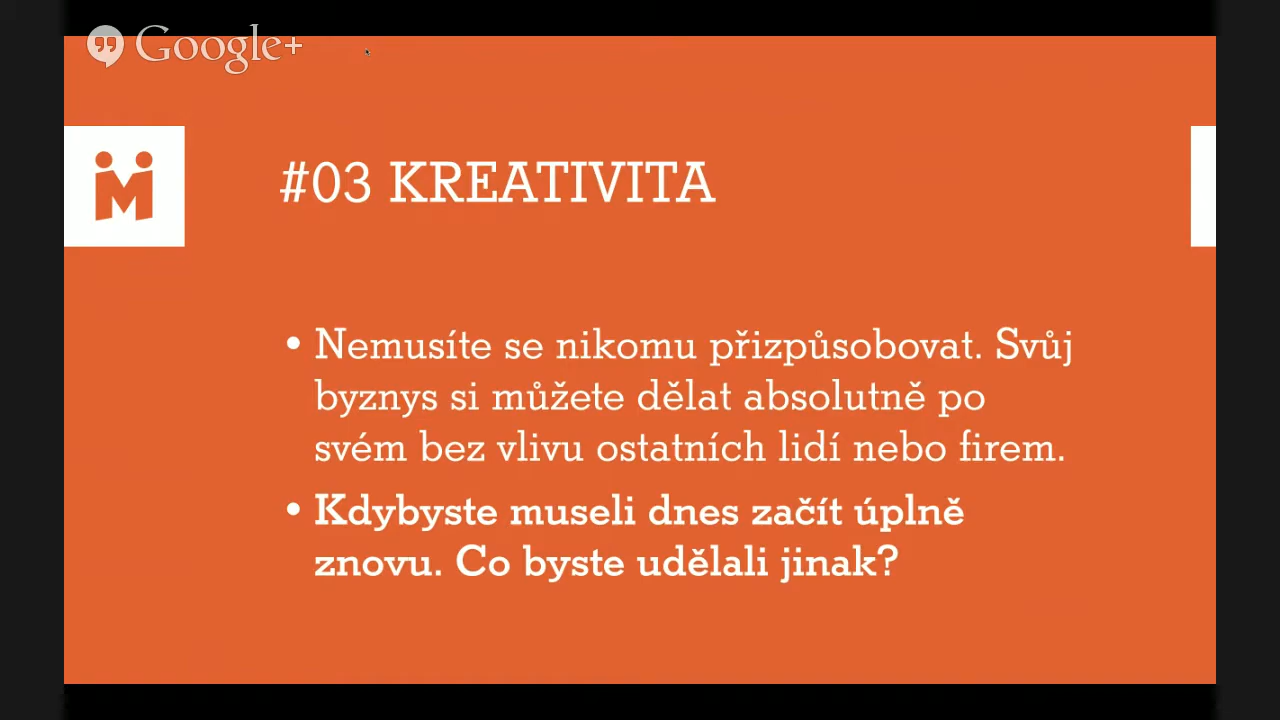 Google+
#03 KREATIVITA
• Nemusíte se nikomu přizpůsobovat. Svůj
byznys si můžete dělat absolutně po
svém bez vlivu ostatních lidí nebo firem.
• Kdybyste museli dnes začít úplně
znovu. Co byste udělali jinak?